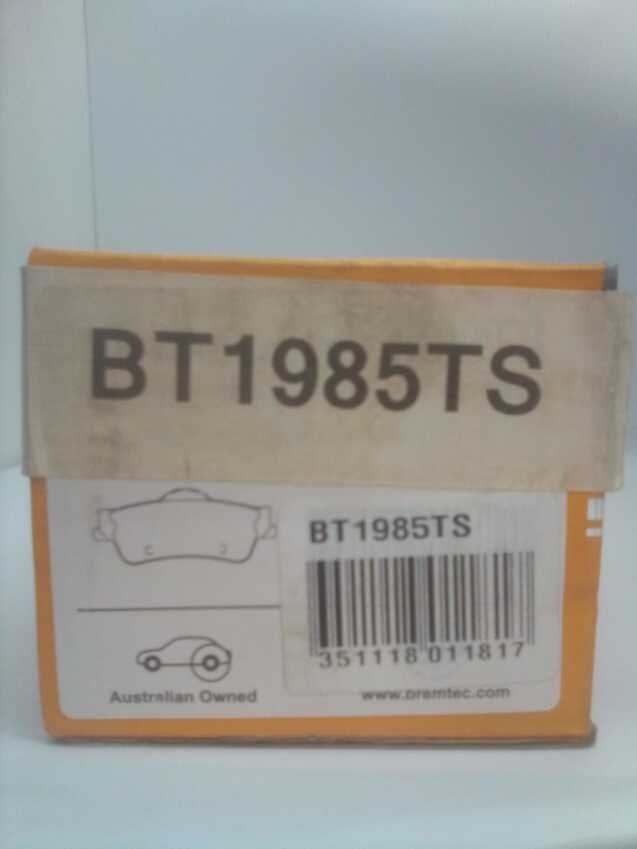 BT1985TS
BT1985TS
351118 011817
Australian Owned
www.bremtec.com